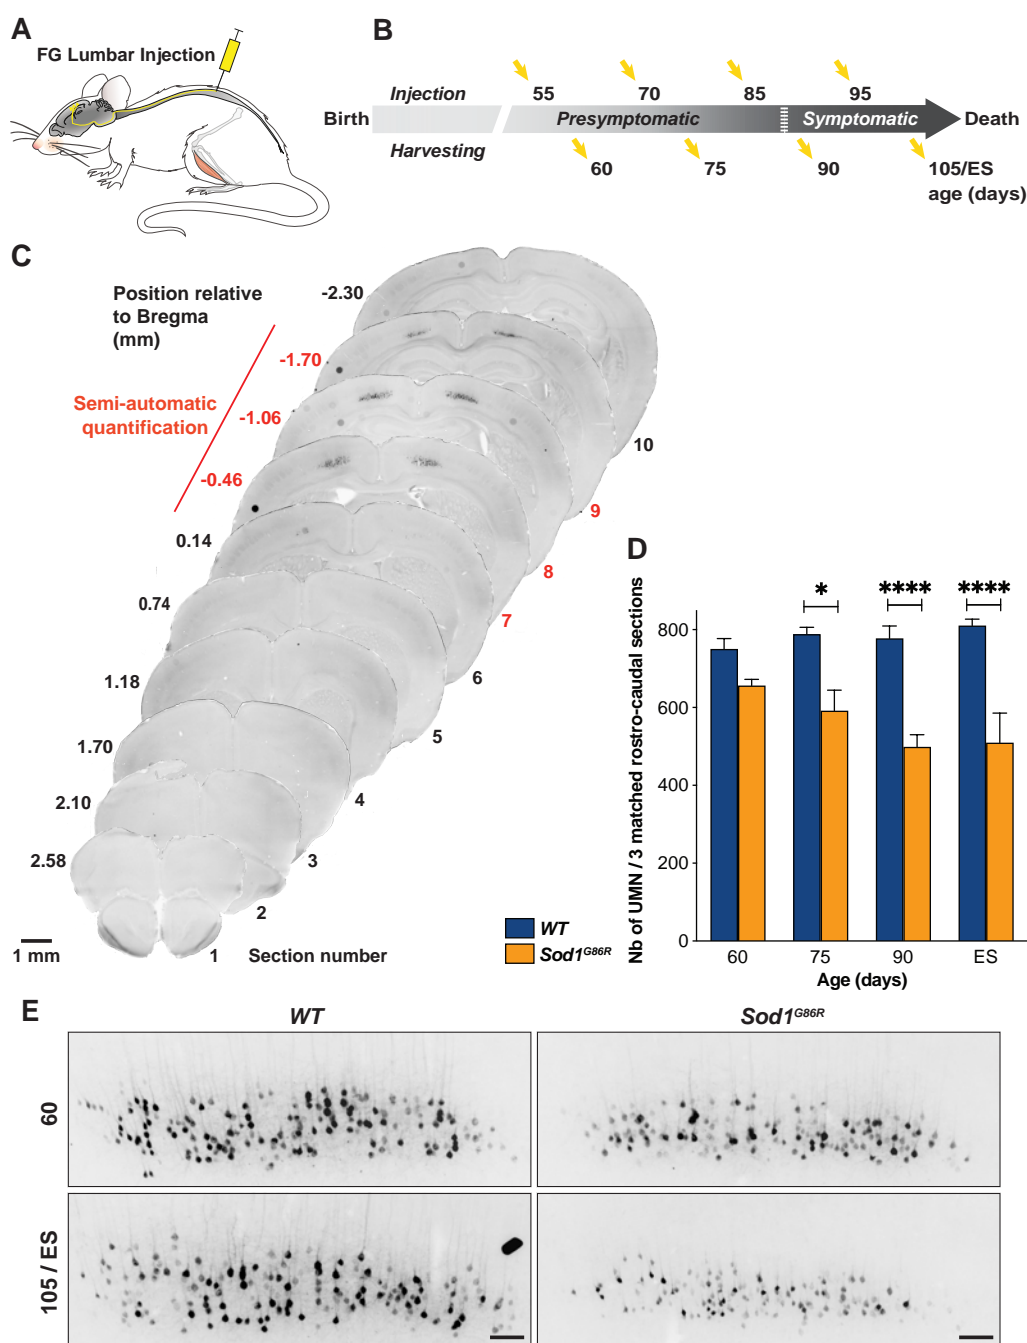 A
FG Lumbar Injection
B
Injection
55
70
85
95
Birth
Presymptomatic
Symptomatic
Death
Harvesting
60
75
90
105/ES
age (days)
C
Position relative
to Bregma
(mm)
Semi-automatic
quantification
-2.30
-1.70
-1.06
-0.46
0.14
0.74
1.18
1.70
2.10
2.58
10
9
8
7
6
5
4
3
2
1
Section number
1 mm
D
Nb of UMN / 3 matched rostro-caudal sections
800
600
400
200
0
*
****
****
60
75
90
ES
Age (days)
WT
Sod1G86R
E
WT
Sod1G86R
60
105 / ES